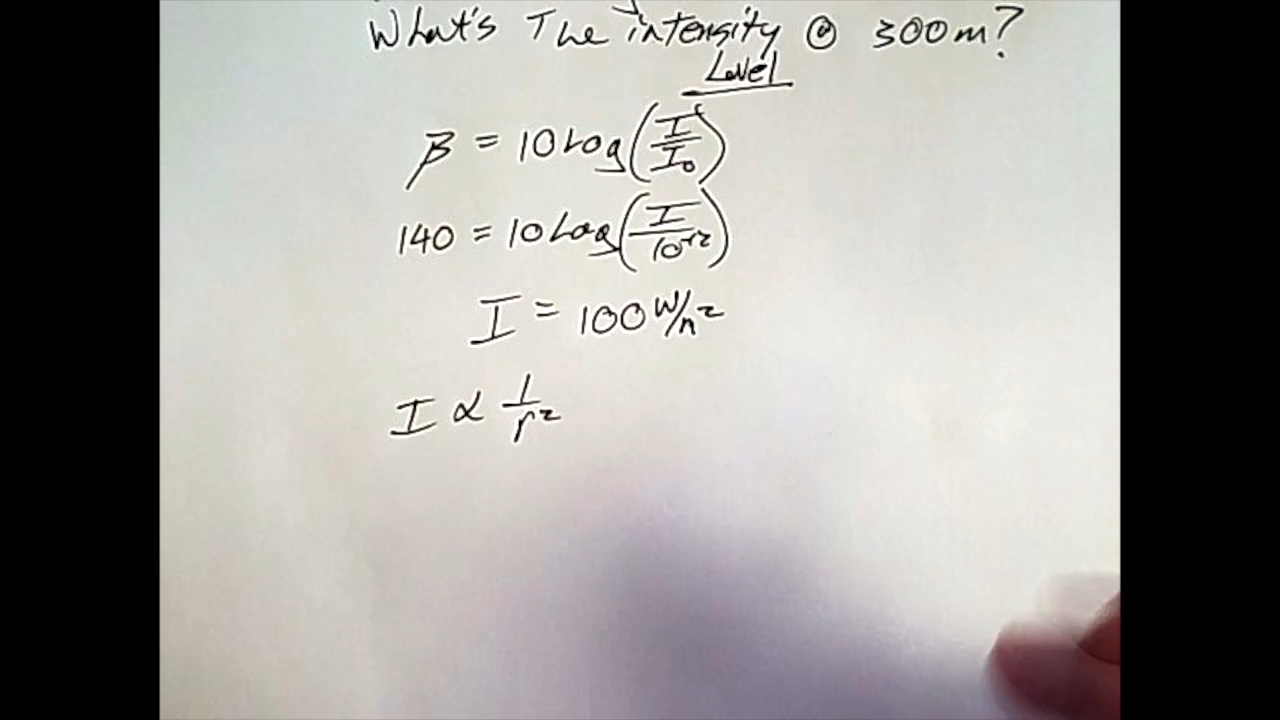 What's The intensity @ 300m?
Level
β = 10 Log(I/I₀)
140 = 10 Log(I/10⁻¹²)
I = 100 W/m²
I ∝ 1/r²